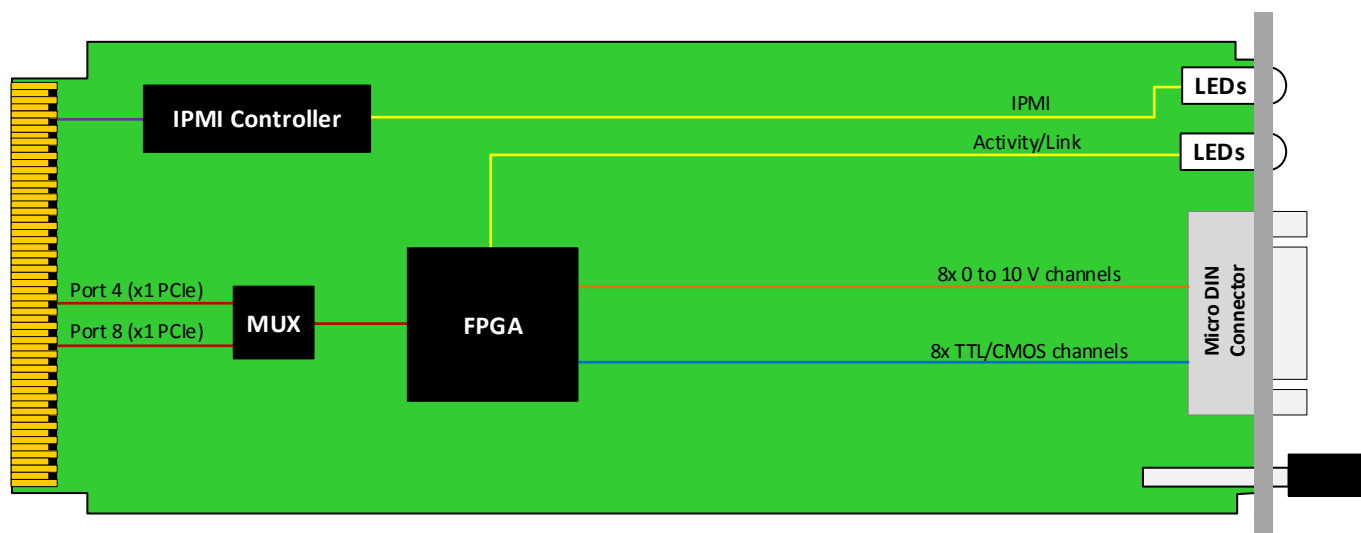 LEDs
IPMI
IPMI Controller
Activity/Link
LEDs
Port 4 (x1 PCIe)
Port 8 (x1 PCIe)
MUX
FPGA
8x 0 to 10 V channels
8x TTL/CMOS channels
Micro DIN
Connector